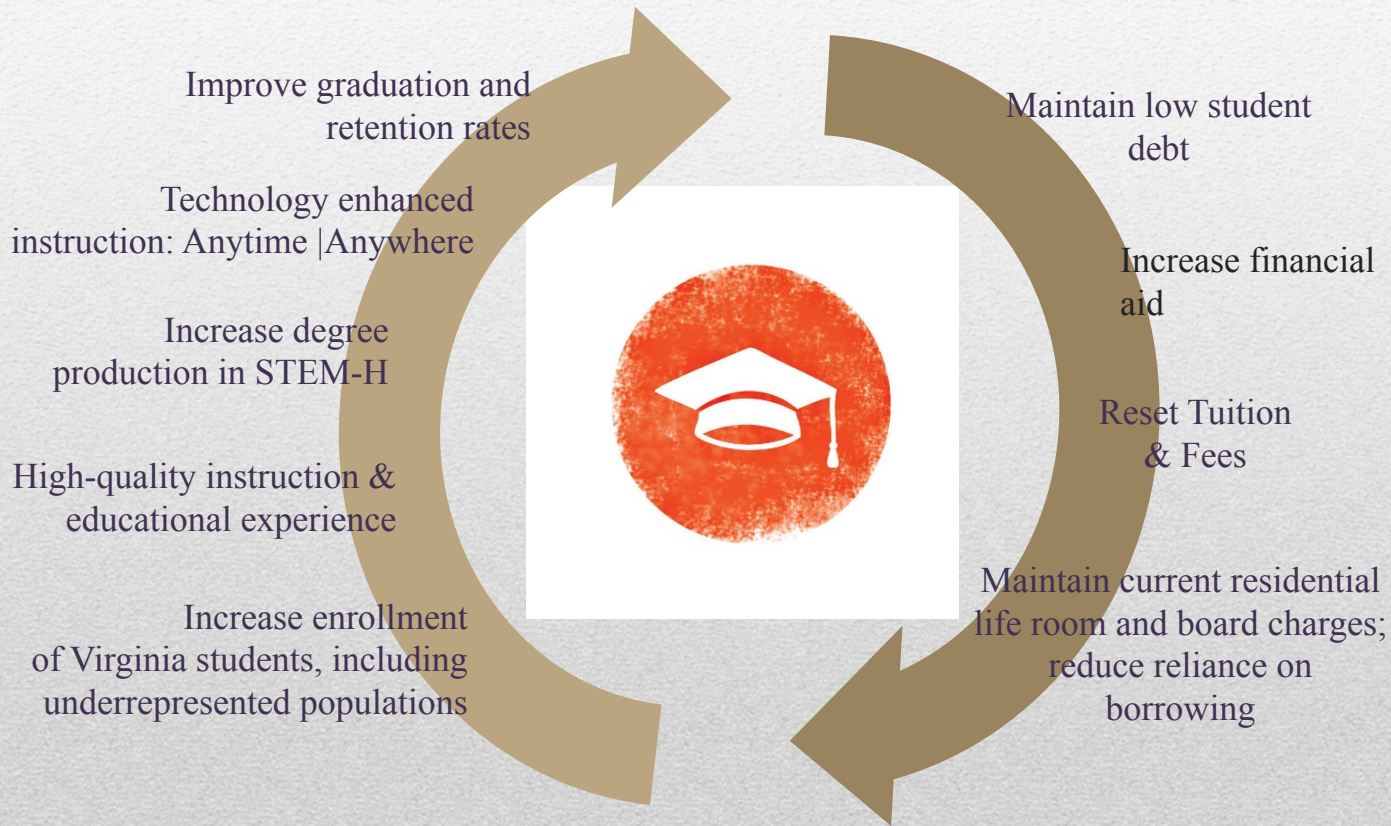 Improve graduation and
retention rates
Technology enhanced
instruction: Anytime |Anywhere
Increase degree
production in STEM-H
High-quality instruction &
educational experience
Increase enrollment
of Virginia students, including
underrepresented populations
Maintain low student
debt
Increase financial
aid
Reset Tuition
& Fees
Maintain current residential
life room and board charges;
reduce reliance on
borrowing